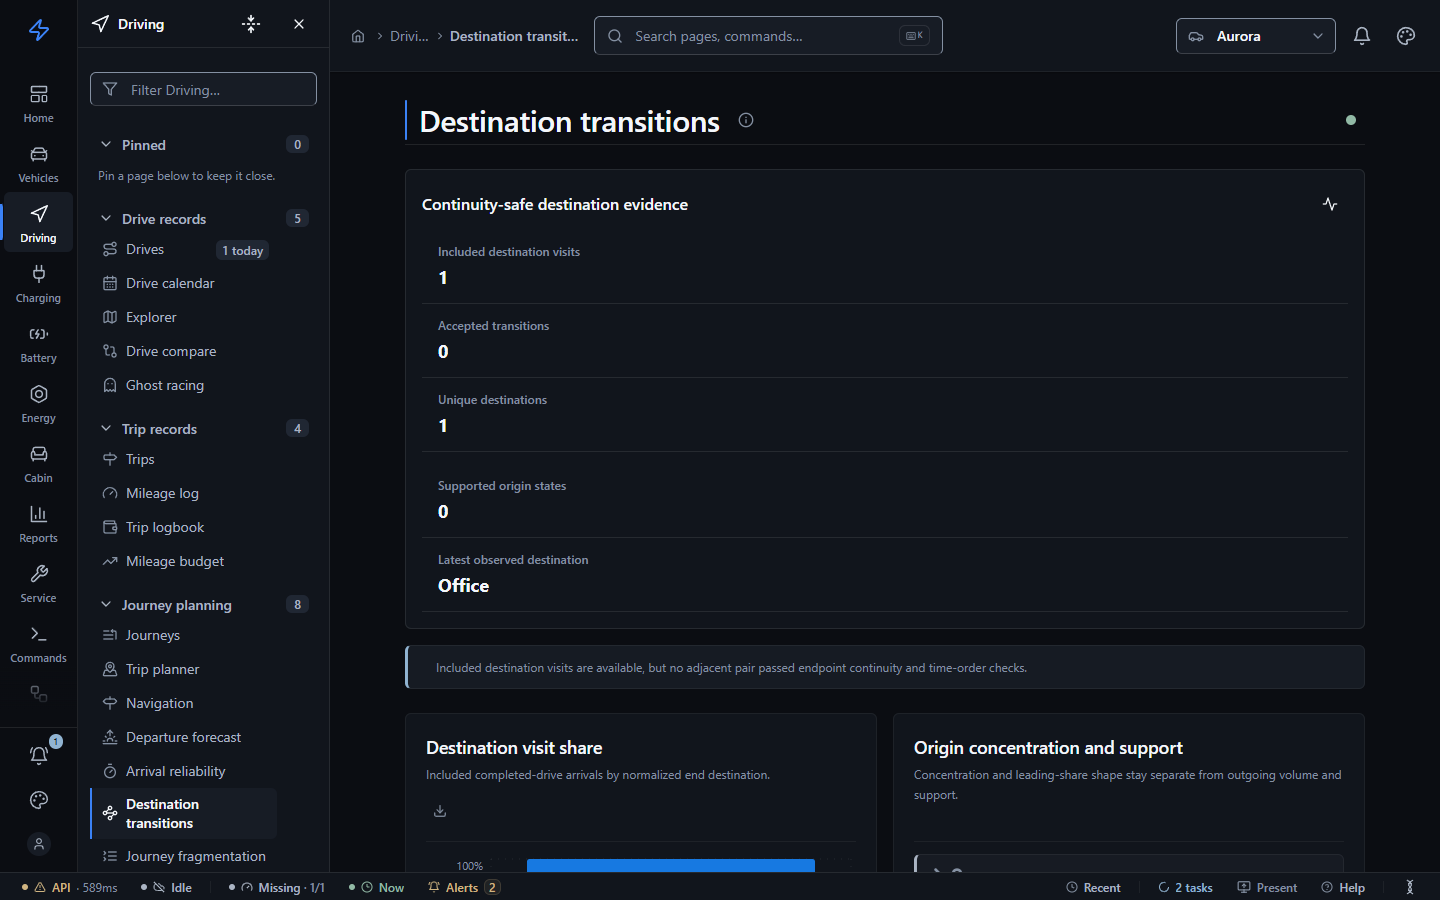 Driving
Drivi...
Destination transit...
Search pages, commands...
K
Aurora
Home
Vehicles
Driving
Charging
Battery
Energy
Cabin
Reports
Service
Commands
1
Filter Driving...
Pinned 0
Pin a page below to keep it close.
Drive records 5
Drives 1 today
Drive calendar
Explorer
Drive compare
Ghost racing
Trip records 4
Trips
Mileage log
Trip logbook
Mileage budget
Journey planning 8
Journeys
Trip planner
Navigation
Departure forecast
Arrival reliability
Destination
transitions
Journey fragmentation
Destination transitions
Continuity-safe destination evidence
Included destination visits
1
Accepted transitions
0
Unique destinations
1
Supported origin states
0
Latest observed destination
Office
Included destination visits are available, but no adjacent pair passed endpoint continuity and time-order checks.
Destination visit share
Included completed-drive arrivals by normalized end destination.
100%
Origin concentration and support
Concentration and leading-share shape stay separate from outgoing volume and
support.
API · 589ms
Idle
Missing · 1/1
Now
Alerts 2
Recent
2 tasks
Present
Help